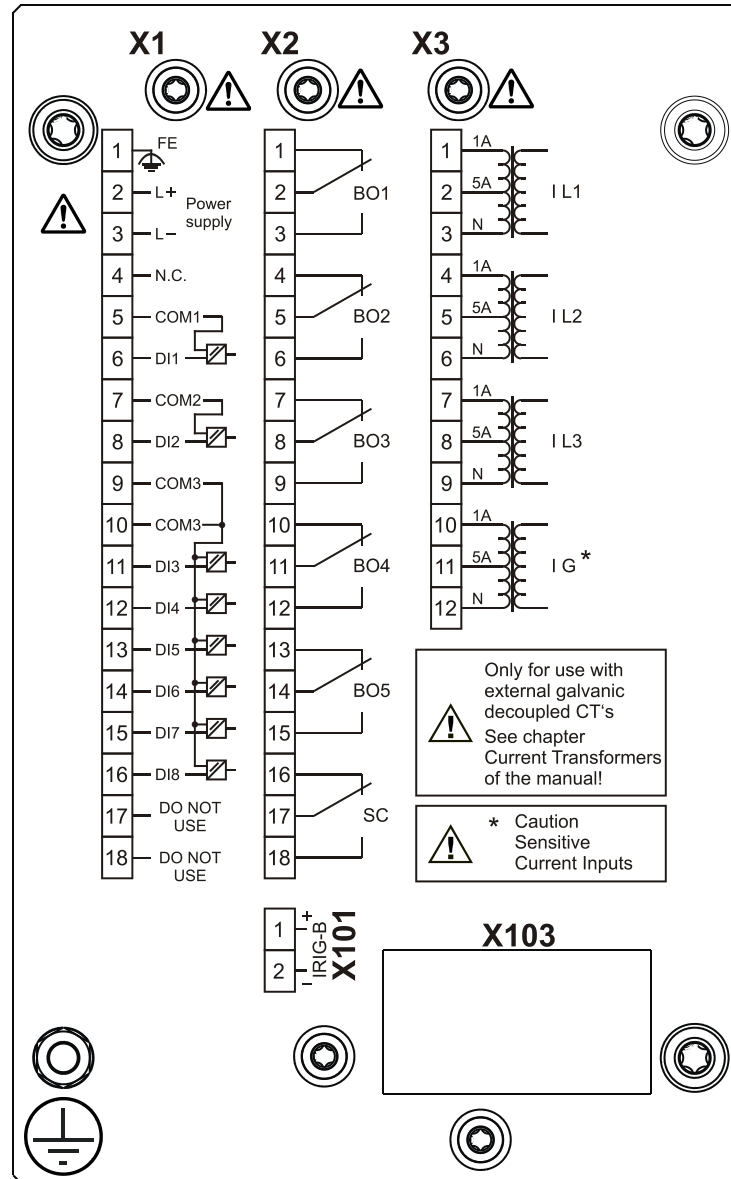 X1 X2 X3
1 FE
2 L+
Power
supply
3 L−
4 N.C.
5 COM1
6 DI1
7 COM2
8 DI2
9 COM3
10 COM3
11 DI3
12 DI4
13 DI5
14 DI6
15 DI7
16 DI8
17 DO NOT
USE
18 DO NOT
USE
1
2 BO1
3
4
5 BO2
6
7
8 BO3
9
10
11 BO4
12
13
14 BO5
15
16
17 SC
18
1 1A
2 5A I L1
3 N
4 1A
5 5A I L2
6 N
7 1A
8 5A I L3
9 N
10 1A
11 5A I G*
12 N
Only for use with
external galvanic
decoupled CT‘s
See chapter
Current Transformers
of the manual!
* Caution
Sensitive
Current Inputs
1 +
2 −
IRIG-B
X101
X103